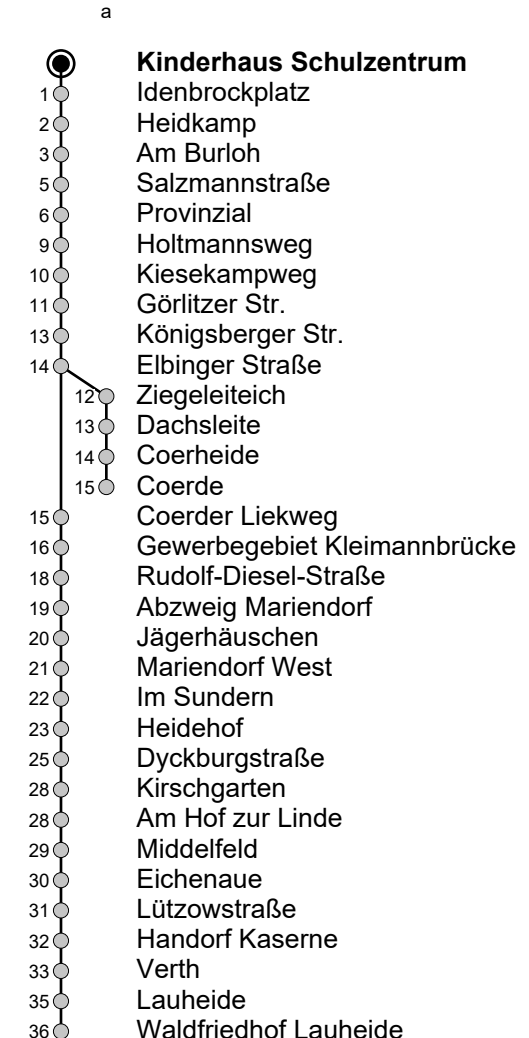 a
Kinderhaus Schulzentrum
1 Idenbrockplatz
2 Heidkamp
3 Am Burloh
5 Salzmannstraße
6 Provinzial
9 Holtmannsweg
10 Kiesekampweg
11 Görlitzer Str.
13 Königsberger Str.
14 Elbinger Straße
12 Ziegeleiteich
13 Dachsleite
14 Coerheide
15 Coerde
15 Coerder Liekweg
16 Gewerbegebiet Kleimannbrücke
18 Rudolf-Diesel-Straße
19 Abzweig Mariendorf
20 Jägerhäuschen
21 Mariendorf West
22 Im Sundern
23 Heidehof
25 Dyckburgstraße
28 Kirschgarten
28 Am Hof zur Linde
29 Middelfeld
30 Eichenaue
31 Lützowstraße
32 Handorf Kaserne
33 Verth
35 Lauheide
36 Waldfriedhof Lauheide